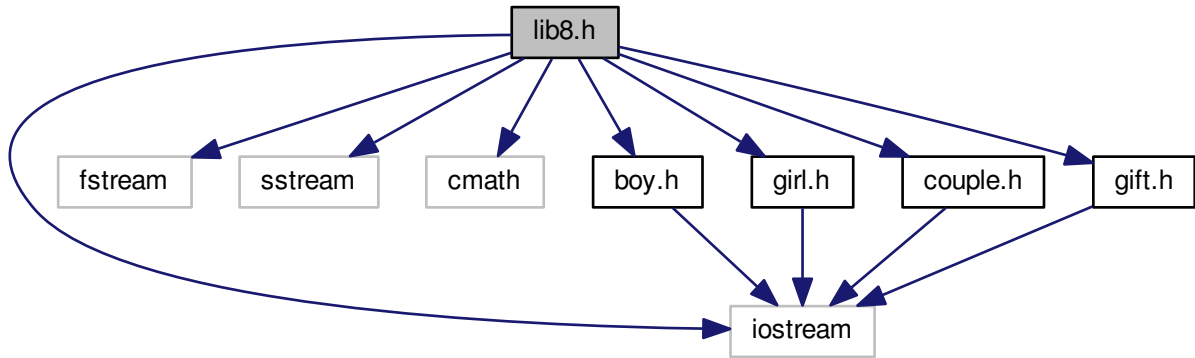 lib8.h
fstream
sstream
cmath
boy.h
girl.h
couple.h
gift.h
iostream